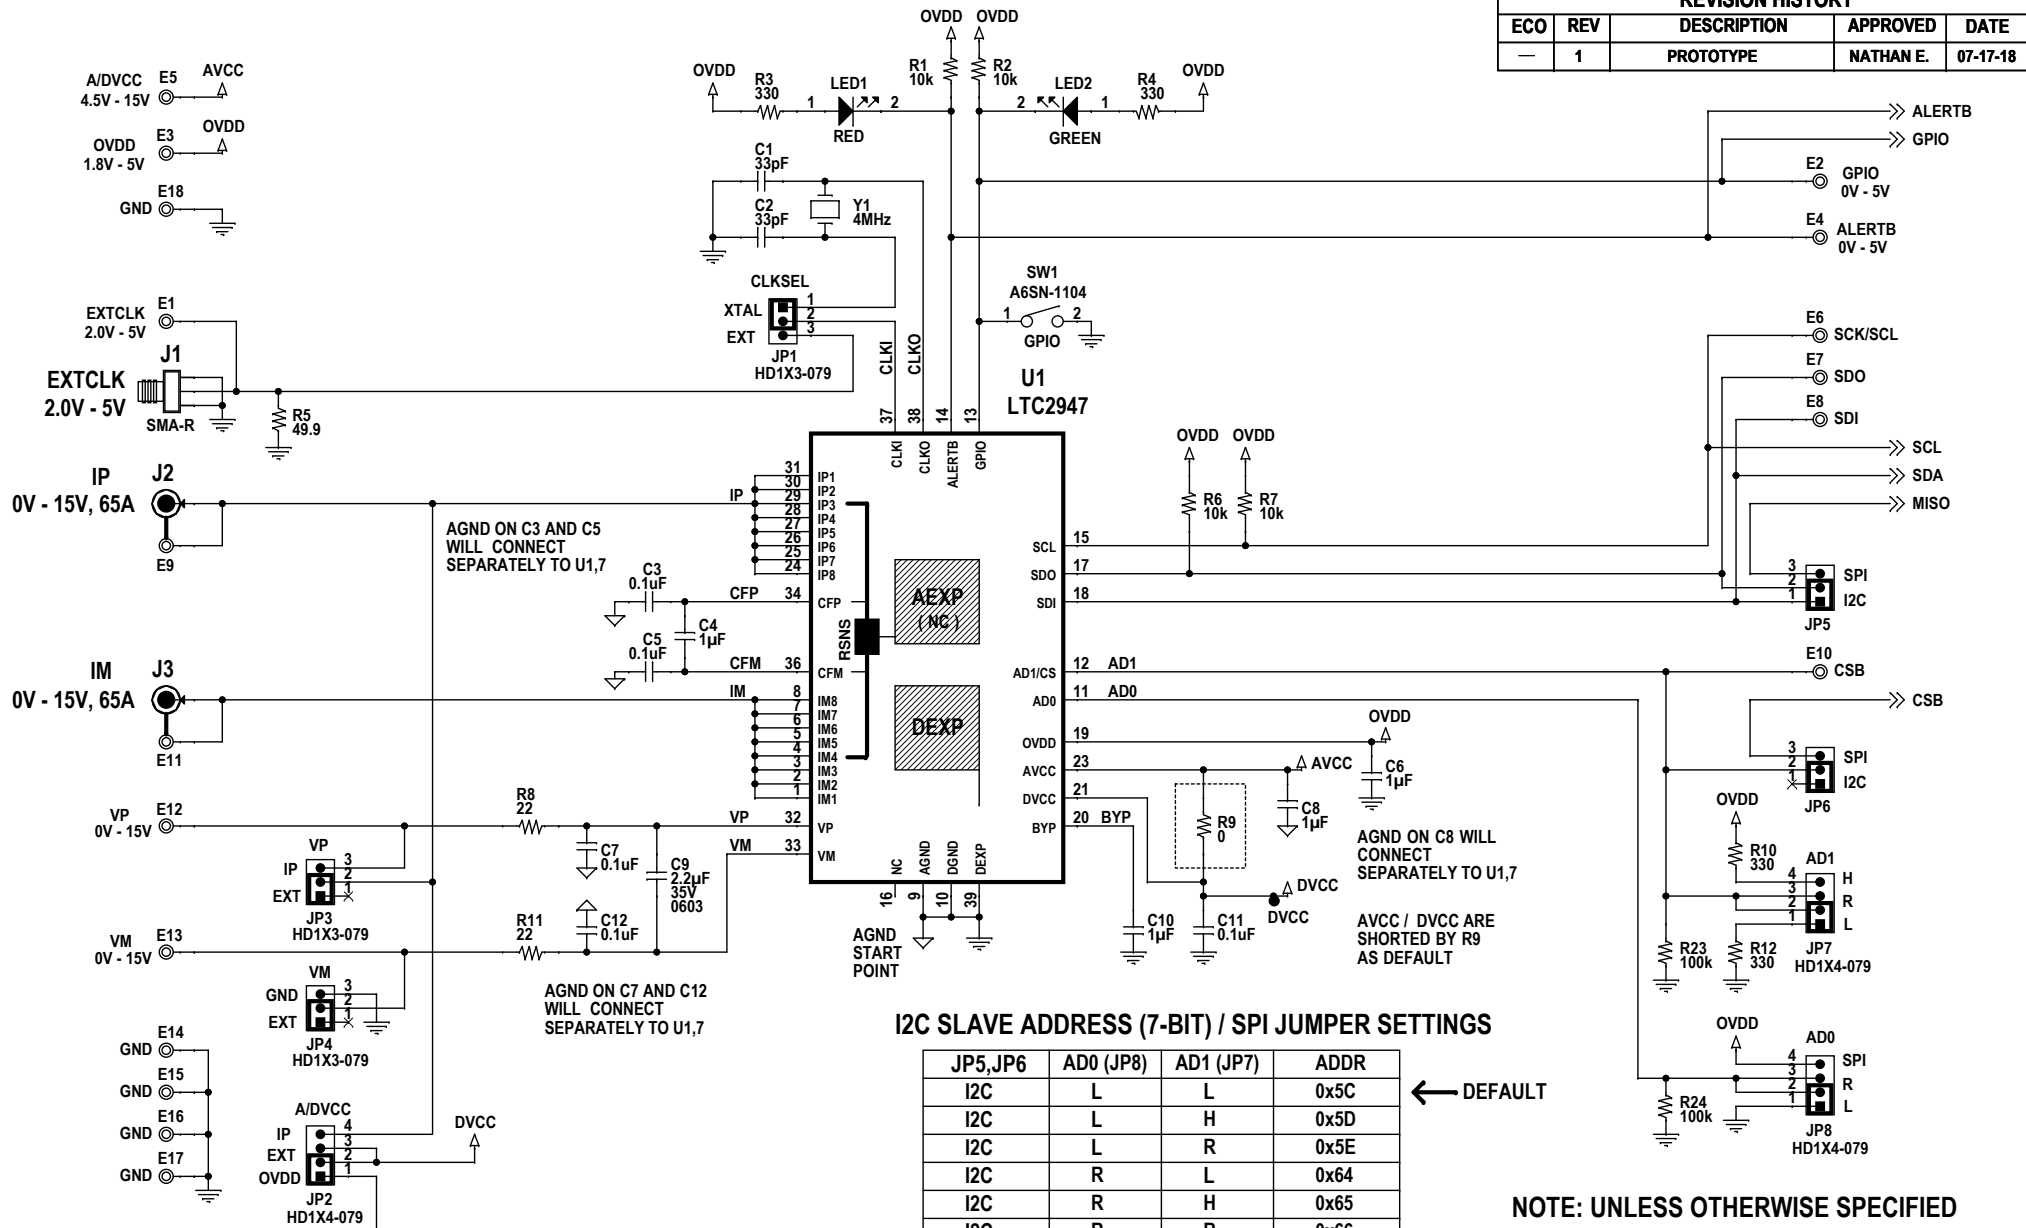 REVISION HISTORY
ECO REV DESCRIPTION APPROVED DATE
— 1 PROTOTYPE NATHAN E. 07-17-18
A/DVCC
4.5V - 15V
E5
AVCC
OVDD
1.8V - 5V
E3
OVDD
GND
E18
EXTCLK
2.0V - 5V
E1
J1
EXTCLK
2.0V - 5V
SMA-R
R5
49.9
OVDD
R3
330
LED1
1 2
RED
OVDD OVDD
R1
10k
R2
10k
LED2
2 1
GREEN
R4
330
OVDD
C1
33pF
C2
33pF
Y1
4MHz
CLKSEL
XTAL
EXT
1
2
3
JP1
HD1X3-079
CLKI
CLKO
SW1
A6SN-1104
1 2
GPIO
U1
LTC2947
ALERTB
GPIO
E2
GPIO
0V - 5V
E4
ALERTB
0V - 5V
E6
SCK/SCL
E7
SDO
E8
SDI
SCL
SDA
MISO
IP
J2
0V - 15V, 65A
E9
AGND ON C3 AND C5
WILL CONNECT
SEPARATELY TO U1,7
IM
J3
0V - 15V, 65A
E11
C3
0.1uF
C4
1µF
C5
0.1uF
IP
CFP
CFM
IM
37 38 14 13
CLKI CLKO ALERTB GPIO
31 IP1
30 IP2
29 IP3
28 IP4
27 IP5
26 IP6
25 IP7
24 IP8
34 CFP
36 CFM
8 IM8
7 IM7
6 IM6
5 IM5
4 IM4
3 IM3
2 IM2
1 IM1
32 VP
33 VM
RSNS
AEXP
( NC )
DEXP
SCL 15
SDO 17
SDI 18
AD1/CS 12 AD1
AD0 11 AD0
OVDD 19
AVCC 23
DVCC 21
BYP 20 BYP
NC AGND DGND DEXP
16 9 10 39
AGND
START
POINT
OVDD OVDD
R6
10k
R7
10k
3
2
1
SPI
I2C
JP5
E10
CSB
CSB
3
2
1
SPI
I2C
JP6
OVDD
C6
1µF
AVCC
C8
1µF
R9
0
DVCC
DVCC
C10
1µF
C11
0.1uF
AGND ON C8 WILL
CONNECT
SEPARATELY TO U1,7
AVCC / DVCC ARE
SHORTED BY R9
AS DEFAULT
OVDD
R10
330
AD1
4
3
2
1
H
R
L
JP7
HD1X4-079
R23
100k
R12
330
OVDD
AD0
4
3
2
1
SPI
R
L
R24
100k
JP8
HD1X4-079
VP
0V - 15V
E12
VP
IP
EXT
3
2
1
JP3
HD1X3-079
R8
22
VP
VM
C7
0.1uF
C9
2.2µF
35V
0603
C12
0.1uF
R11
22
VM
0V - 15V
E13
VM
GND
EXT
3
2
1
JP4
HD1X3-079
AGND ON C7 AND C12
WILL CONNECT
SEPARATELY TO U1,7
E14
GND
E15
GND
E16
GND
E17
GND
A/DVCC
IP
EXT
OVDD
4
3
2
1
JP2
HD1X4-079
DVCC
I2C SLAVE ADDRESS (7-BIT) / SPI JUMPER SETTINGS
JP5,JP6 AD0 (JP8) AD1 (JP7) ADDR
I2C L L 0x5C
DEFAULT
I2C L H 0x5D
I2C L R 0x5E
I2C R L 0x64
I2C R H 0x65
I2C R R 0x66
NOTE: UNLESS OTHERWISE SPECIFIED